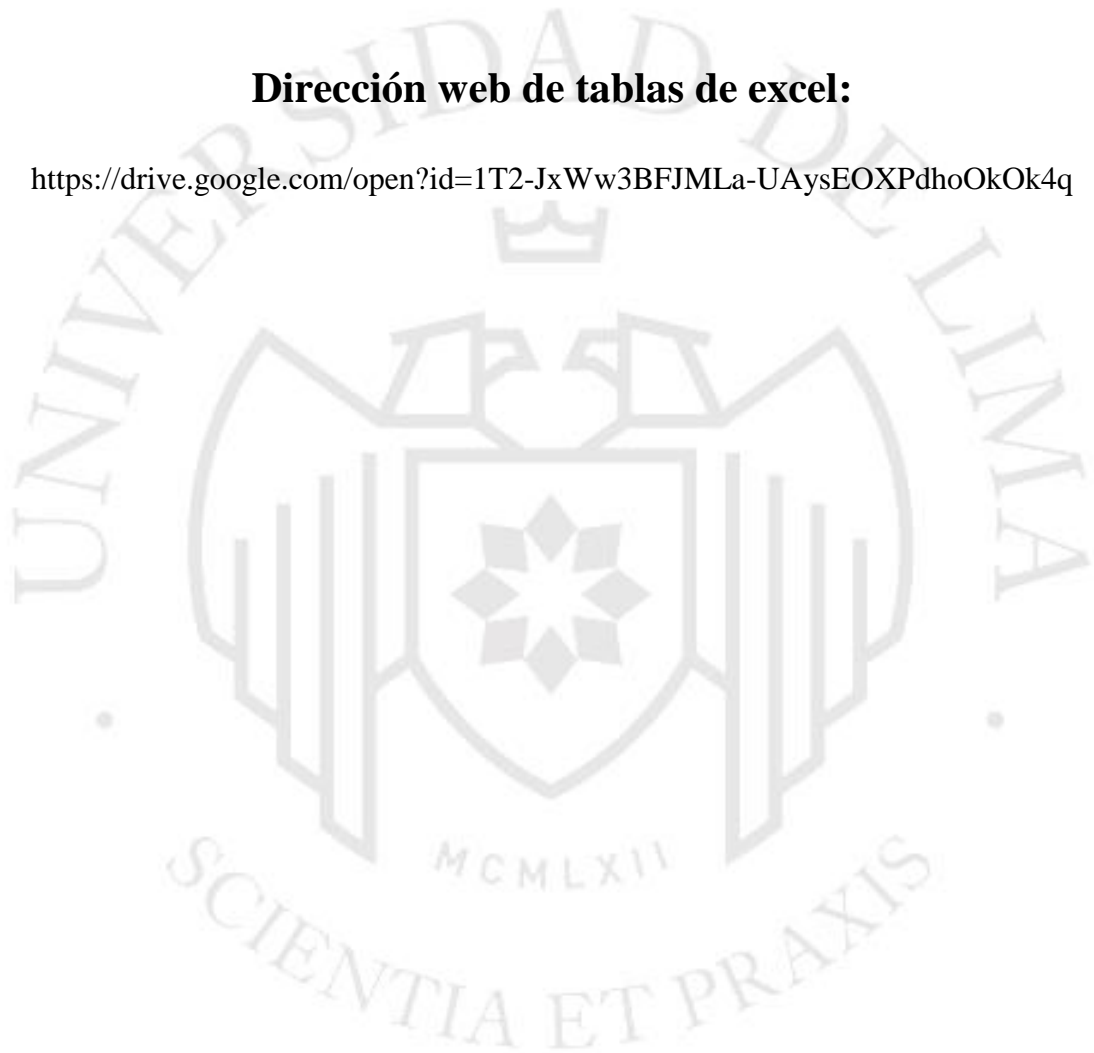 Dirección web de tablas de excel:
https://drive.google.com/open?id=1T2-JxWw3BFJMLa-UAysEOXPdhoOkOk4q
UNIVERSIDAD DE LIMA
MCMLXII
SCIENTIA ET PRAXIS